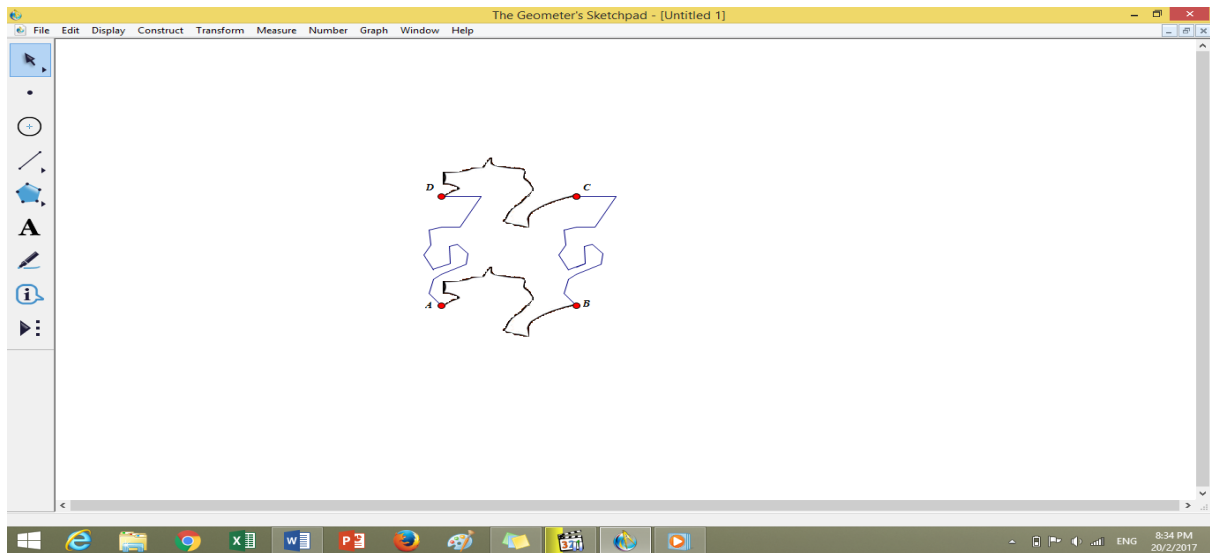 The Geometer's Sketchpad - [Untitled 1]
File Edit Display Construct Transform Measure Number Graph Window Help
A
D
C
A
B
ENG
8:34 PM
20/2/2017